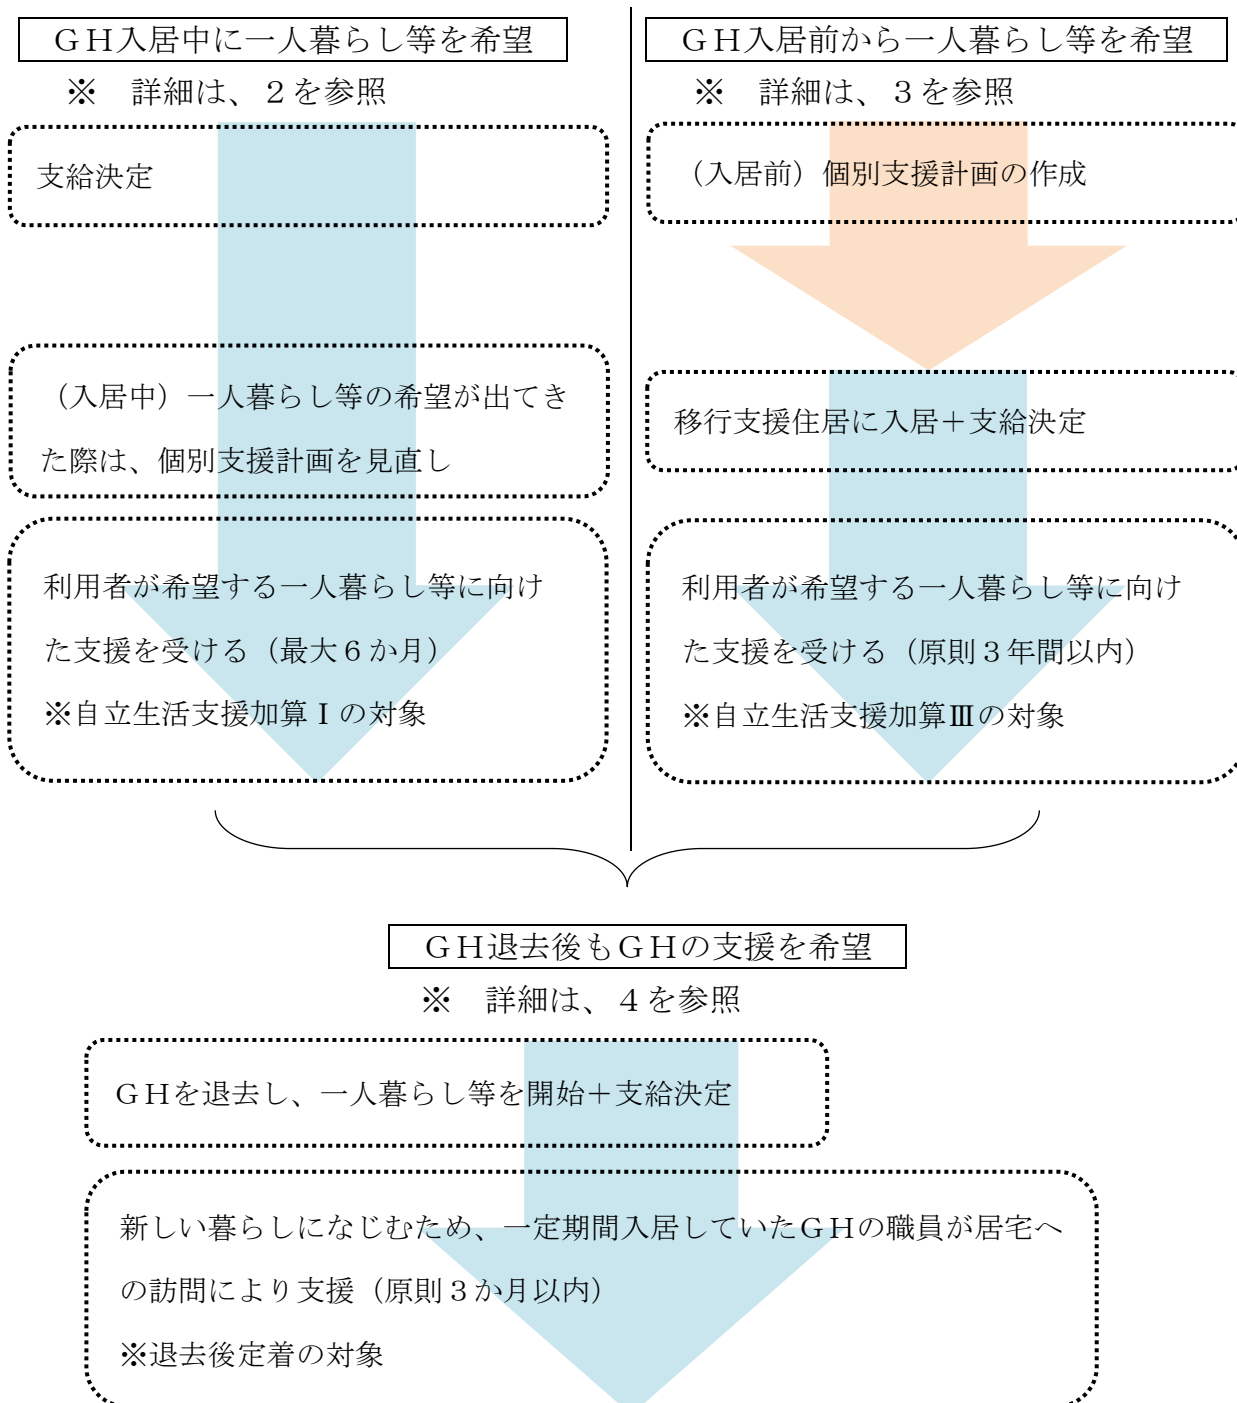 ＧＨ入居中に一人暮らし等を希望
※　詳細は、２を参照
支給決定
（入居中）一人暮らし等の希望が出てき
た際は、個別支援計画を見直し
利用者が希望する一人暮らし等に向け
た支援を受ける（最大６か月）
※自立生活支援加算Ⅰの対象
ＧＨ入居前から一人暮らし等を希望
※　詳細は、３を参照
（入居前）個別支援計画の作成
移行支援住居に入居＋支給決定
利用者が希望する一人暮らし等に向け
た支援を受ける（原則３年間以内）
※自立生活支援加算Ⅲの対象
ＧＨ退去後もＧＨの支援を希望
※　詳細は、４を参照
ＧＨを退去し、一人暮らし等を開始＋支給決定
新しい暮らしになじむため、一定期間入居していたＧＨの職員が居宅へ
の訪問により支援（原則３か月以内）
※退去後定着の対象